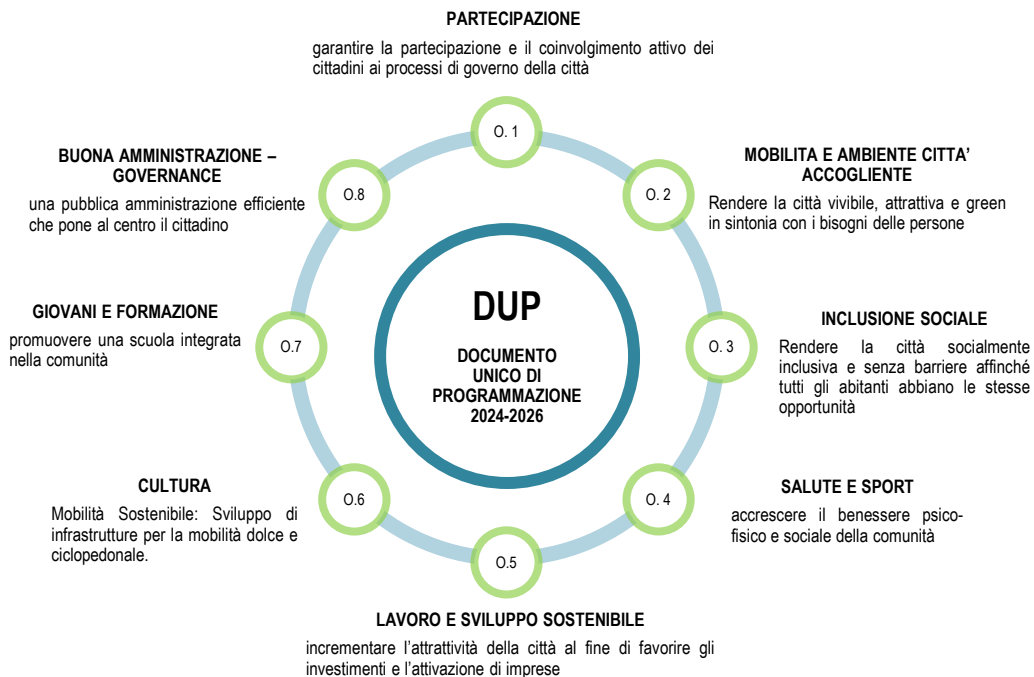 PARTECIPAZIONE
garantire la partecipazione e il coinvolgimento attivo dei
cittadini ai processi di governo della città
O. 1
MOBILITA E AMBIENTE CITTA'
ACCOGLIENTE
Rendere la città vivibile, attrattiva e green
in sintonia con i bisogni delle persone
O. 2
INCLUSIONE SOCIALE
Rendere la città socialmente
inclusiva e senza barriere affinché
tutti gli abitanti abbiano le stesse
opportunità
O. 3
SALUTE E SPORT
accrescere il benessere psico-
fisico e sociale della comunità
O. 4
LAVORO E SVILUPPO SOSTENIBILE
incrementare l'attrattività della città al fine di favorire gli
investimenti e l'attivazione di imprese
O.5
CULTURA
Mobilità Sostenibile: Sviluppo di
infrastrutture per la mobilità dolce e
ciclopedonale.
O.6
GIOVANI E FORMAZIONE
promuovere una scuola integrata
nella comunità
O.7
BUONA AMMINISTRAZIONE –
GOVERNANCE
una pubblica amministrazione efficiente
che pone al centro il cittadino
O.8
DUP
DOCUMENTO
UNICO DI
PROGRAMMAZIONE
2024-2026